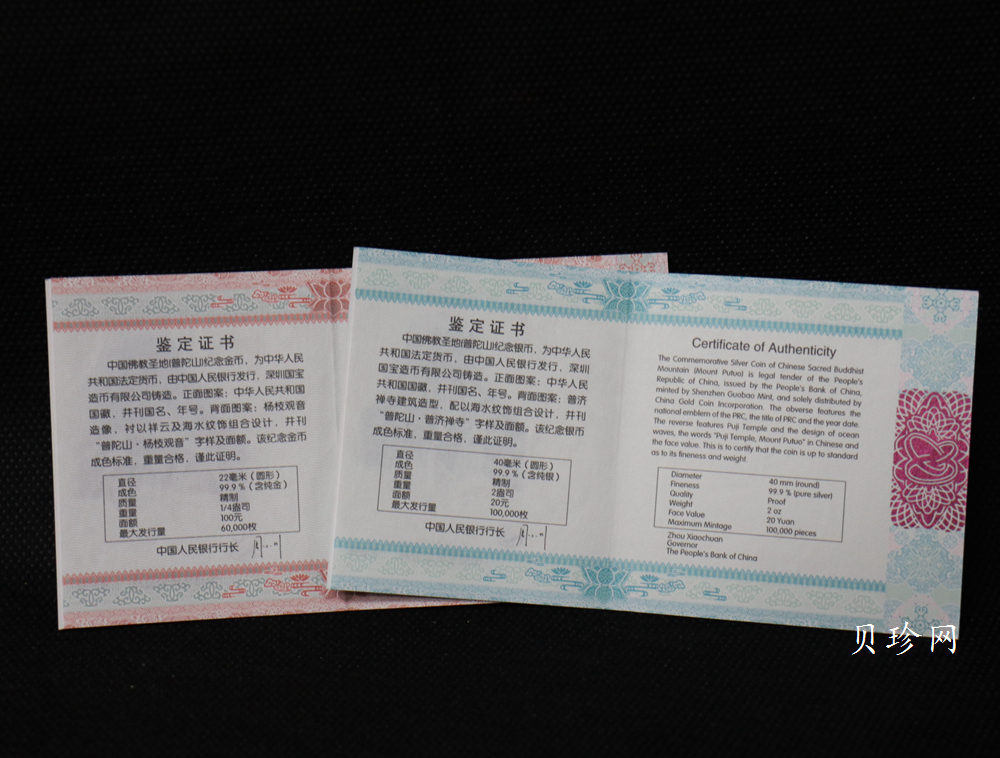 鉴定证书
中国佛教圣地(普陀山)纪念金币，为中华人民
共和国法定货币，由中国人民银行发行，深圳国宝
造币有限公司铸造。正面图案：中华人民共和国
国徽，并刊国名、年号。背面图案：杨枝观音
造像，衬以祥云及海水纹饰组合设计，并刊
“普陀山·杨枝观音”字样及面额。该纪念金币
成色标准，重量合格，谨此证明。
直径 22毫米（圆形）
成色 99.9％（含纯金）
质量 精制
重量 1/4盎司
面额 100元
最大发行量 60,000枚
中国人民银行行长
鉴定证书
中国佛教圣地(普陀山)纪念银币，为中华人民
共和国法定货币，由中国人民银行发行，深圳
国宝造币有限公司铸造。正面图案：中华人民
共和国国徽，并刊国名、年号。背面图案：普济
禅寺建筑造型，配以海水纹饰组合设计，并刊
“普陀山·普济禅寺”字样及面额。该纪念银币
成色标准，重量合格，谨此证明。
直径 40毫米（圆形）
成色 99.9％（含纯银）
质量 精制
重量 2盎司
面额 20元
最大发行量 100,000枚
中国人民银行行长
Certificate of Authenticity
The Commemorative Silver Coin of Chinese Sacred Buddhist
Mountain (Mount Putuo) is legal tender of the People's
Republic of China, issued by the People's Bank of China,
minted by Shenzhen Guobao Mint, and solely distributed by
China Gold Coin Incorporation. The obverse features the
national emblem of the PRC, the title of PRC and the year date.
The reverse features Puji Temple and the design of ocean
waves, the words "Puji Temple, Mount Putuo" in Chinese and
the face value. This is to certify that the coin is up to standard
as to its fineness and weight.
Diameter 40 mm (round)
Fineness 99.9 % (pure silver)
Quality Proof
Weight 2 oz
Face Value 20 Yuan
Maximum Mintage 100,000 pieces
Zhou Xiaochuan
Governor
The People's Bank of China
贝珍网